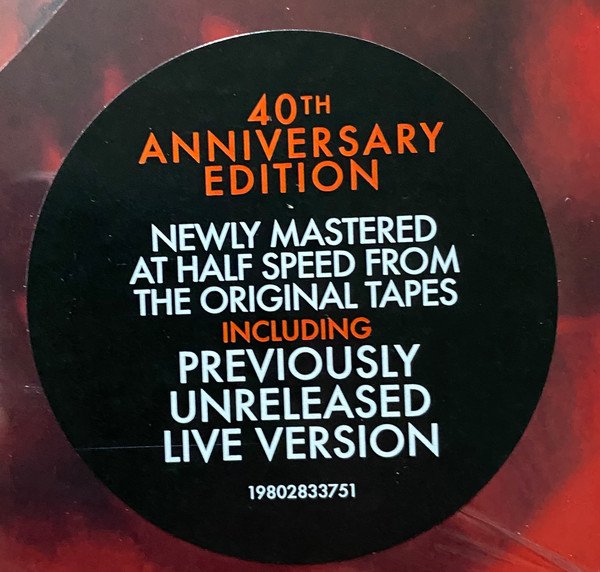 40TH
ANNIVERSARY
EDITION
NEWLY MASTERED
AT HALF SPEED FROM
THE ORIGINAL TAPES
INCLUDING
PREVIOUSLY
UNRELEASED
LIVE VERSION
19802833751